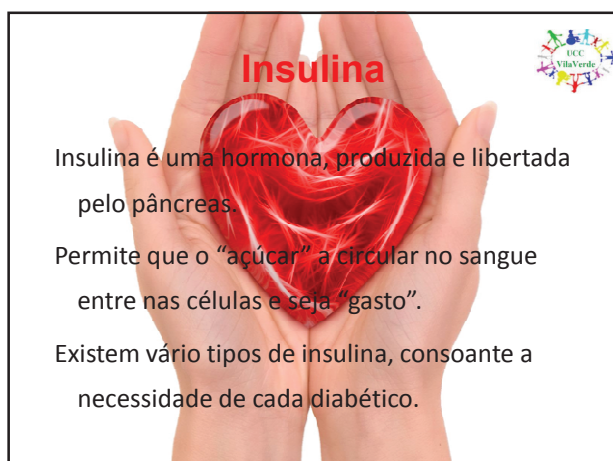 Insulina
UCC
VilaVerde
Insulina é uma hormona, produzida e libertada
pelo pâncreas.
Permite que o “açúcar” a circular no sangue
entre nas células e seja “gasto”.
Existem vário tipos de insulina, consoante a
necessidade de cada diabético.